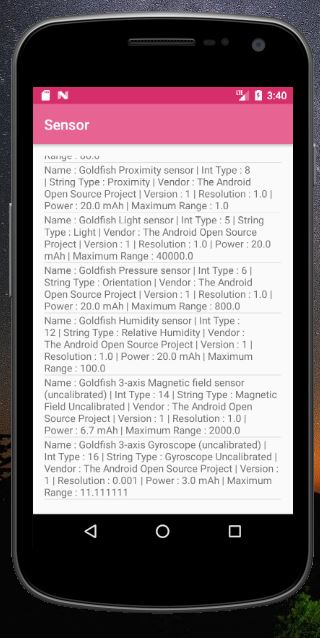 LTE 3:40
Sensor
Range : 80.0
Name : Goldfish Proximity sensor | Int Type : 8
| String Type : Proximity | Vendor : The Android
Open Source Project | Version : 1 | Resolution : 1.0 |
Power : 20.0 mAh | Maximum Range : 1.0
Name : Goldfish Light sensor | Int Type : 5 | String
Type : Light | Vendor : The Android Open Source
Project | Version : 1 | Resolution : 1.0 | Power : 20.0
mAh | Maximum Range : 40000.0
Name : Goldfish Pressure sensor | Int Type : 6 |
String Type : Orientation | Vendor : The Android
Open Source Project | Version : 1 | Resolution : 1.0 |
Power : 20.0 mAh | Maximum Range : 800.0
Name : Goldfish Humidity sensor | Int Type :
12 | String Type : Relative Humidity | Vendor :
The Android Open Source Project | Version : 1 |
Resolution : 1.0 | Power : 20.0 mAh | Maximum
Range : 100.0
Name : Goldfish 3-axis Magnetic field sensor
(uncalibrated) | Int Type : 14 | String Type : Magnetic
Field Uncalibrated | Vendor : The Android Open
Source Project | Version : 1 | Resolution : 1.0 |
Power : 6.7 mAh | Maximum Range : 2000.0
Name : Goldfish 3-axis Gyroscope (uncalibrated) |
Int Type : 16 | String Type : Gyroscope Uncalibrated |
Vendor : The Android Open Source Project | Version :
1 | Resolution : 0.001 | Power : 3.0 mAh | Maximum
Range : 11.111111